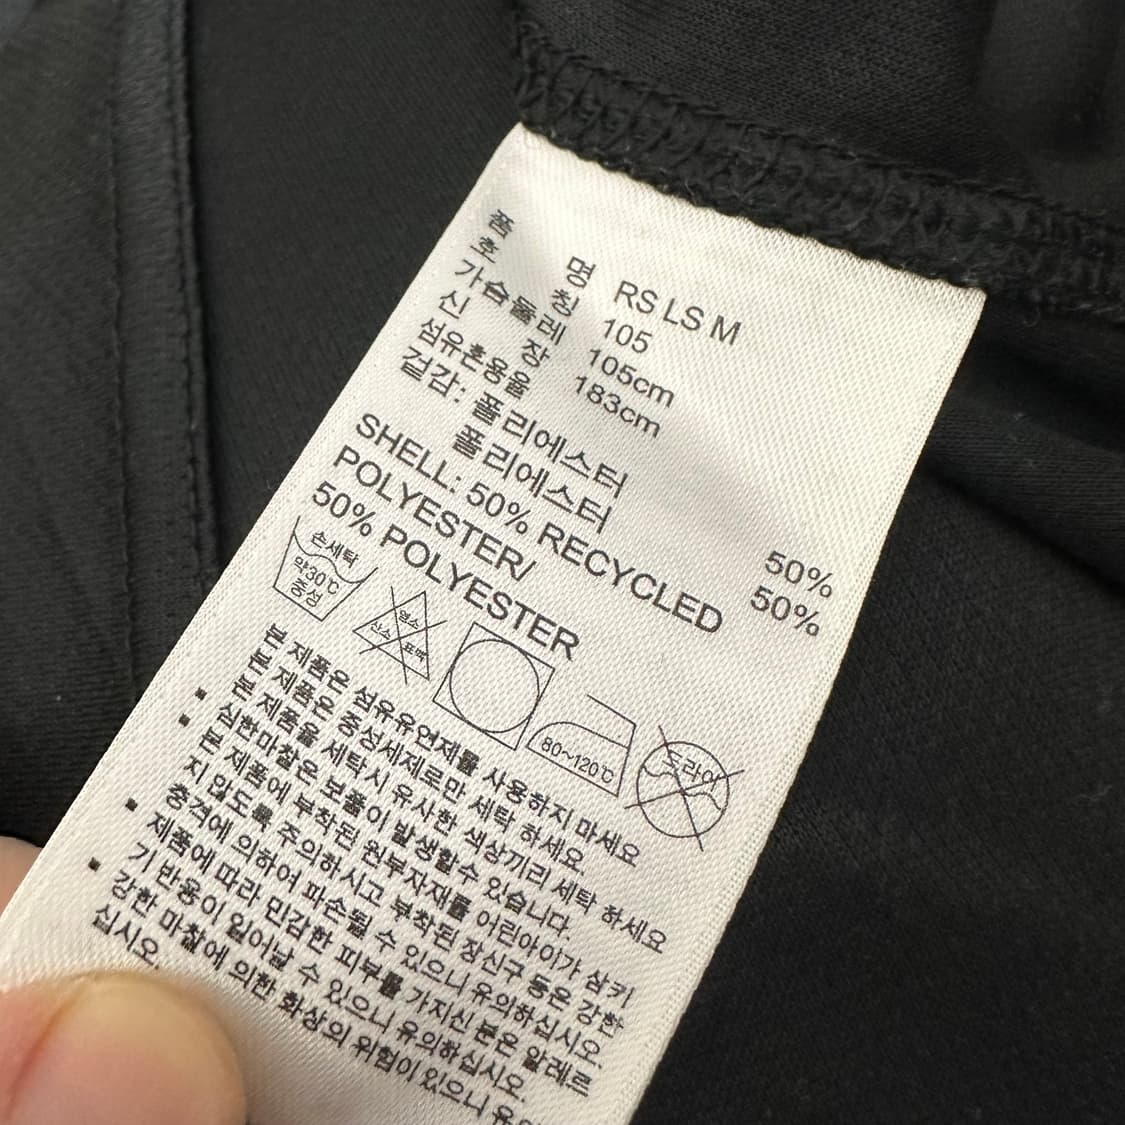 품 명 RS LS M
호 칭 105
가슴둘레 105cm
신 장 183cm
섬유혼용율
겉감: 폴리에스터 50%
폴리에스터 50%
SHELL: 50% RECYCLED
POLYESTER/
50% POLYESTER
손세탁
약30℃
중성
염소
산소 표백
80~120℃
드라이
본 제품은 섬유유연제를 사용하지 마세요
본 제품은 중성세제로만 세탁 하세요
본 제품을 세탁시 유사한 색상끼리 세탁 하세요
▪ 심한마찰은 보풀이 발생할수 있습니다.
▪ 본 제품에 부착된 원부자재를 어린아이가 삼키
지 않도록 주의하시고 부착된 장신구 등은 강한
충격에 의하여 파손될 수 있으니 유의하십시오.
▪ 제품에 따라 민감한 피부를 가지신 분은 알레르
기 반응이 일어날 수 있으니 유의하십시오.
▪ 강한 마찰에 의한 화상의 위험이 있으니
십시오.